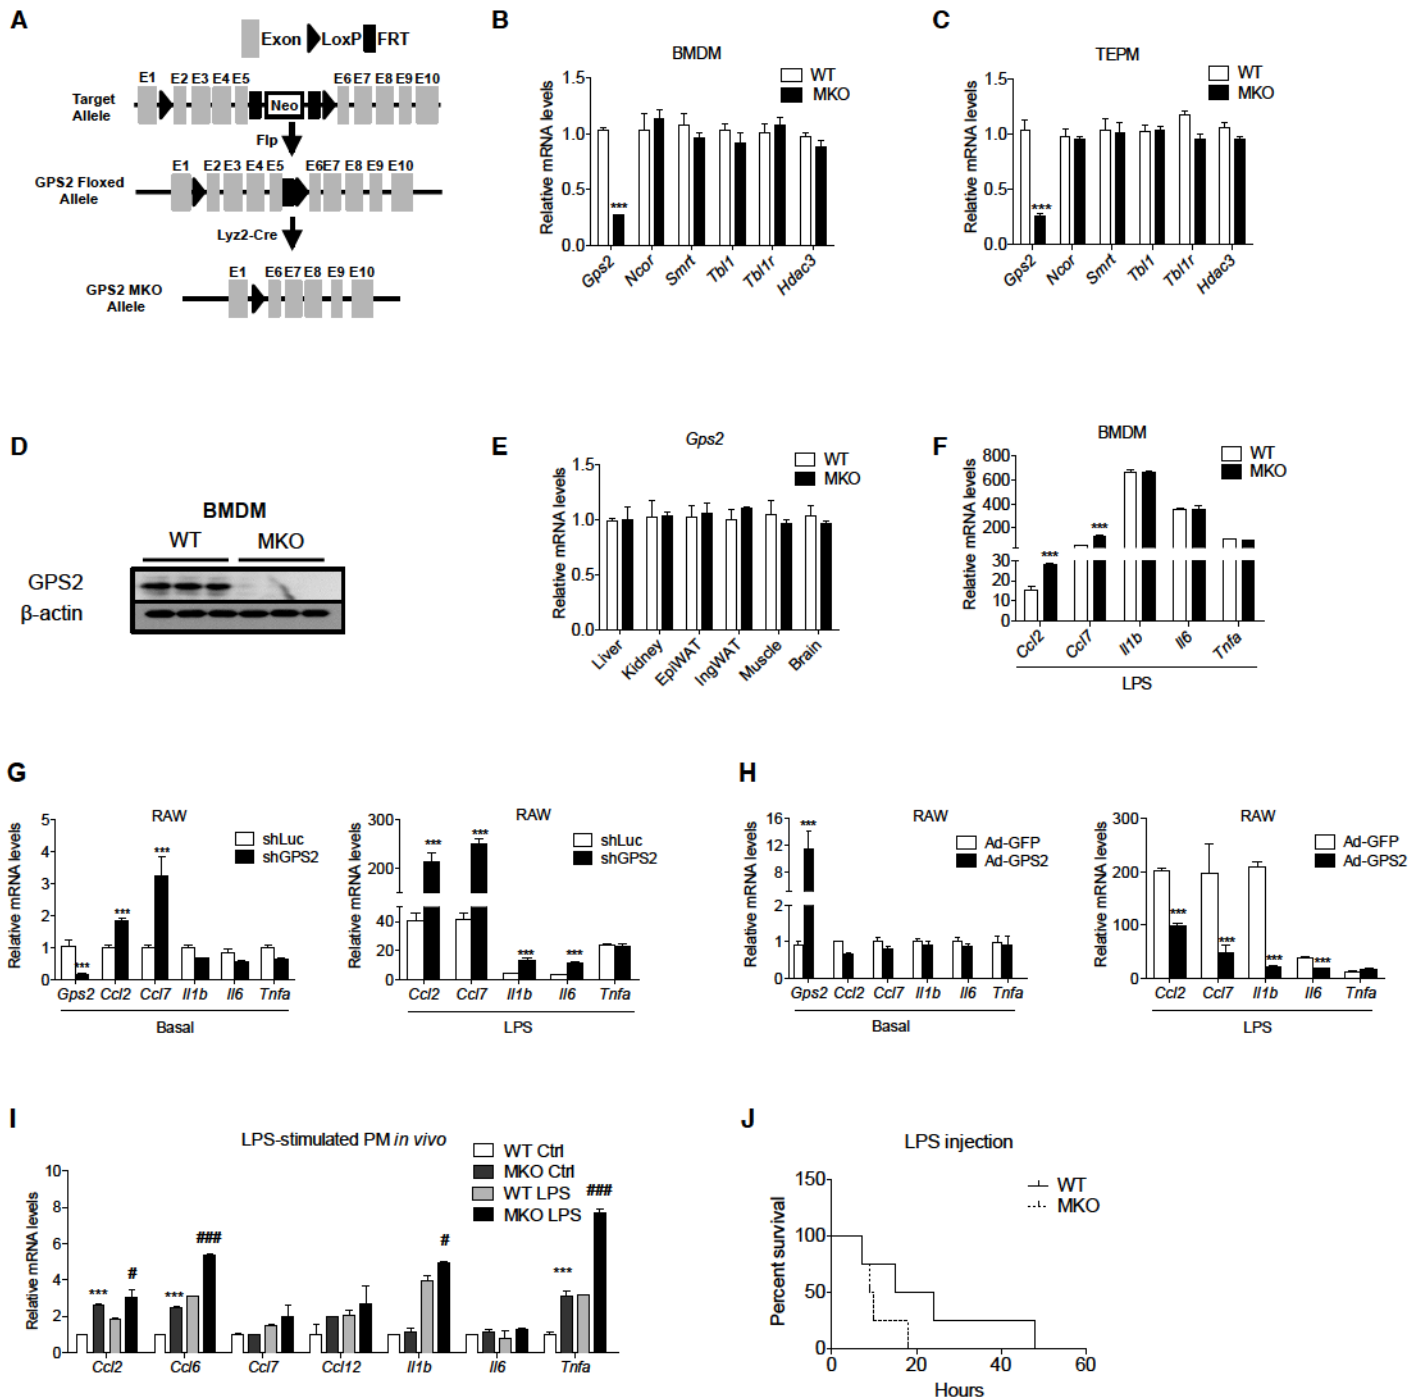 A
Exon LoxP FRT
E1 E2 E3 E4 E5 E6 E7 E8 E9 E10
Target Allele
Neo
Flp
E1 E2 E3 E4 E5 E6 E7 E8 E9 E10
GPS2 Floxed Allele
Lyz2-Cre
E1 E6 E7 E8 E9 E10
GPS2 MKO Allele
B
BMDM
WT
MKO
Relative mRNA levels
1.5
1.0
0.5
0.0
***
Gps2 Ncor Smrt Tbl1 Tbl1r Hdac3
C
TEPM
WT
MKO
Relative mRNA levels
1.5
1.0
0.5
0.0
***
Gps2 Ncor Smrt Tbl1 Tbl1r Hdac3
D
BMDM
WT MKO
GPS2
β-actin
E
Gps2
WT
MKO
Relative mRNA levels
1.5
1.0
0.5
0.0
Liver Kidney EpiWAT IngWAT Muscle Brain
F
BMDM
WT
MKO
Relative mRNA levels
800
600
400
200
30
20
10
0
*** ***
Ccl2 Ccl7 Il1b Il6 Tnfa
LPS
G
RAW
shLuc
shGPS2
Relative mRNA levels
5
4
3
2
1
0
*** *** ***
Gps2 Ccl2 Ccl7 Il1b Il6 Tnfa
Basal
RAW
shLuc
shGPS2
Relative mRNA levels
300
200
40
20
0
*** *** *** ***
Ccl2 Ccl7 Il1b Il6 Tnfa
LPS
H
RAW
Ad-GFP
Ad-GPS2
Relative mRNA levels
16
12
8
2
1
0
***
Gps2 Ccl2 Ccl7 Il1b Il6 Tnfa
Basal
RAW
Ad-GFP
Ad-GPS2
Relative mRNA levels
300
200
100
0
*** *** *** ***
Ccl2 Ccl7 Il1b Il6 Tnfa
LPS
I
LPS-stimulated PM in vivo
WT Ctrl
MKO Ctrl
WT LPS
MKO LPS
Relative mRNA levels
10
8
6
4
2
0
*** # *** ### # *** ###
Ccl2 Ccl6 Ccl7 Ccl12 Il1b Il6 Tnfa
J
LPS injection
WT
MKO
Percent survival
150
100
50
0
0 20 40 60
Hours